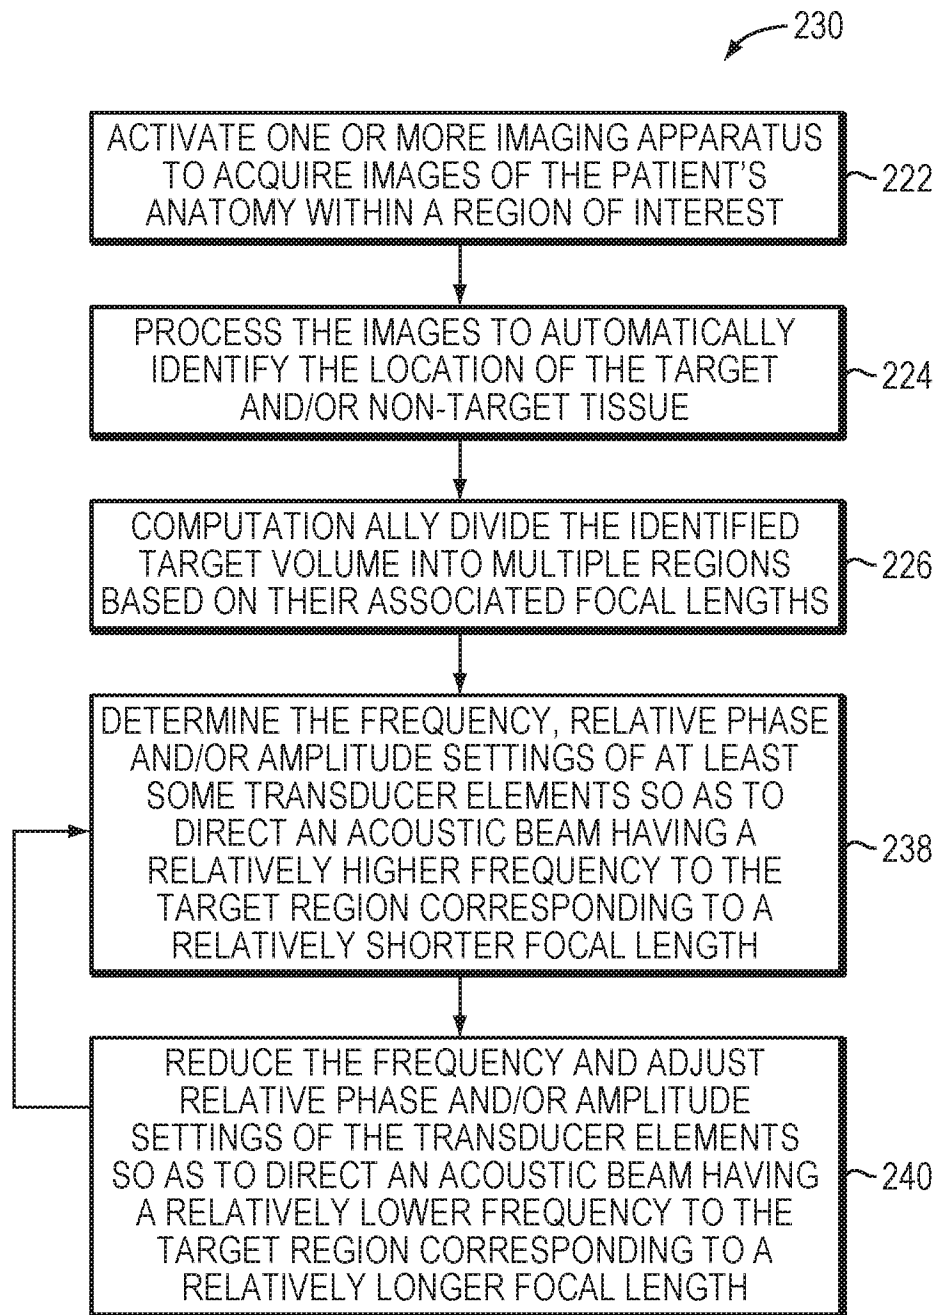 230
ACTIVATE ONE OR MORE IMAGING APPARATUS
TO ACQUIRE IMAGES OF THE PATIENT'S
ANATOMY WITHIN A REGION OF INTEREST
222
PROCESS THE IMAGES TO AUTOMATICALLY
IDENTIFY THE LOCATION OF THE TARGET
AND/OR NON-TARGET TISSUE
224
COMPUTATION ALLY DIVIDE THE IDENTIFIED
TARGET VOLUME INTO MULTIPLE REGIONS
BASED ON THEIR ASSOCIATED FOCAL LENGTHS
226
DETERMINE THE FREQUENCY, RELATIVE PHASE
AND/OR AMPLITUDE SETTINGS OF AT LEAST
SOME TRANSDUCER ELEMENTS SO AS TO
DIRECT AN ACOUSTIC BEAM HAVING A
RELATIVELY HIGHER FREQUENCY TO THE
TARGET REGION CORRESPONDING TO A
RELATIVELY SHORTER FOCAL LENGTH
238
REDUCE THE FREQUENCY AND ADJUST
RELATIVE PHASE AND/OR AMPLITUDE
SETTINGS OF THE TRANSDUCER ELEMENTS
SO AS TO DIRECT AN ACOUSTIC BEAM HAVING
A RELATIVELY LOWER FREQUENCY TO THE
TARGET REGION CORRESPONDING TO A
RELATIVELY LONGER FOCAL LENGTH
240